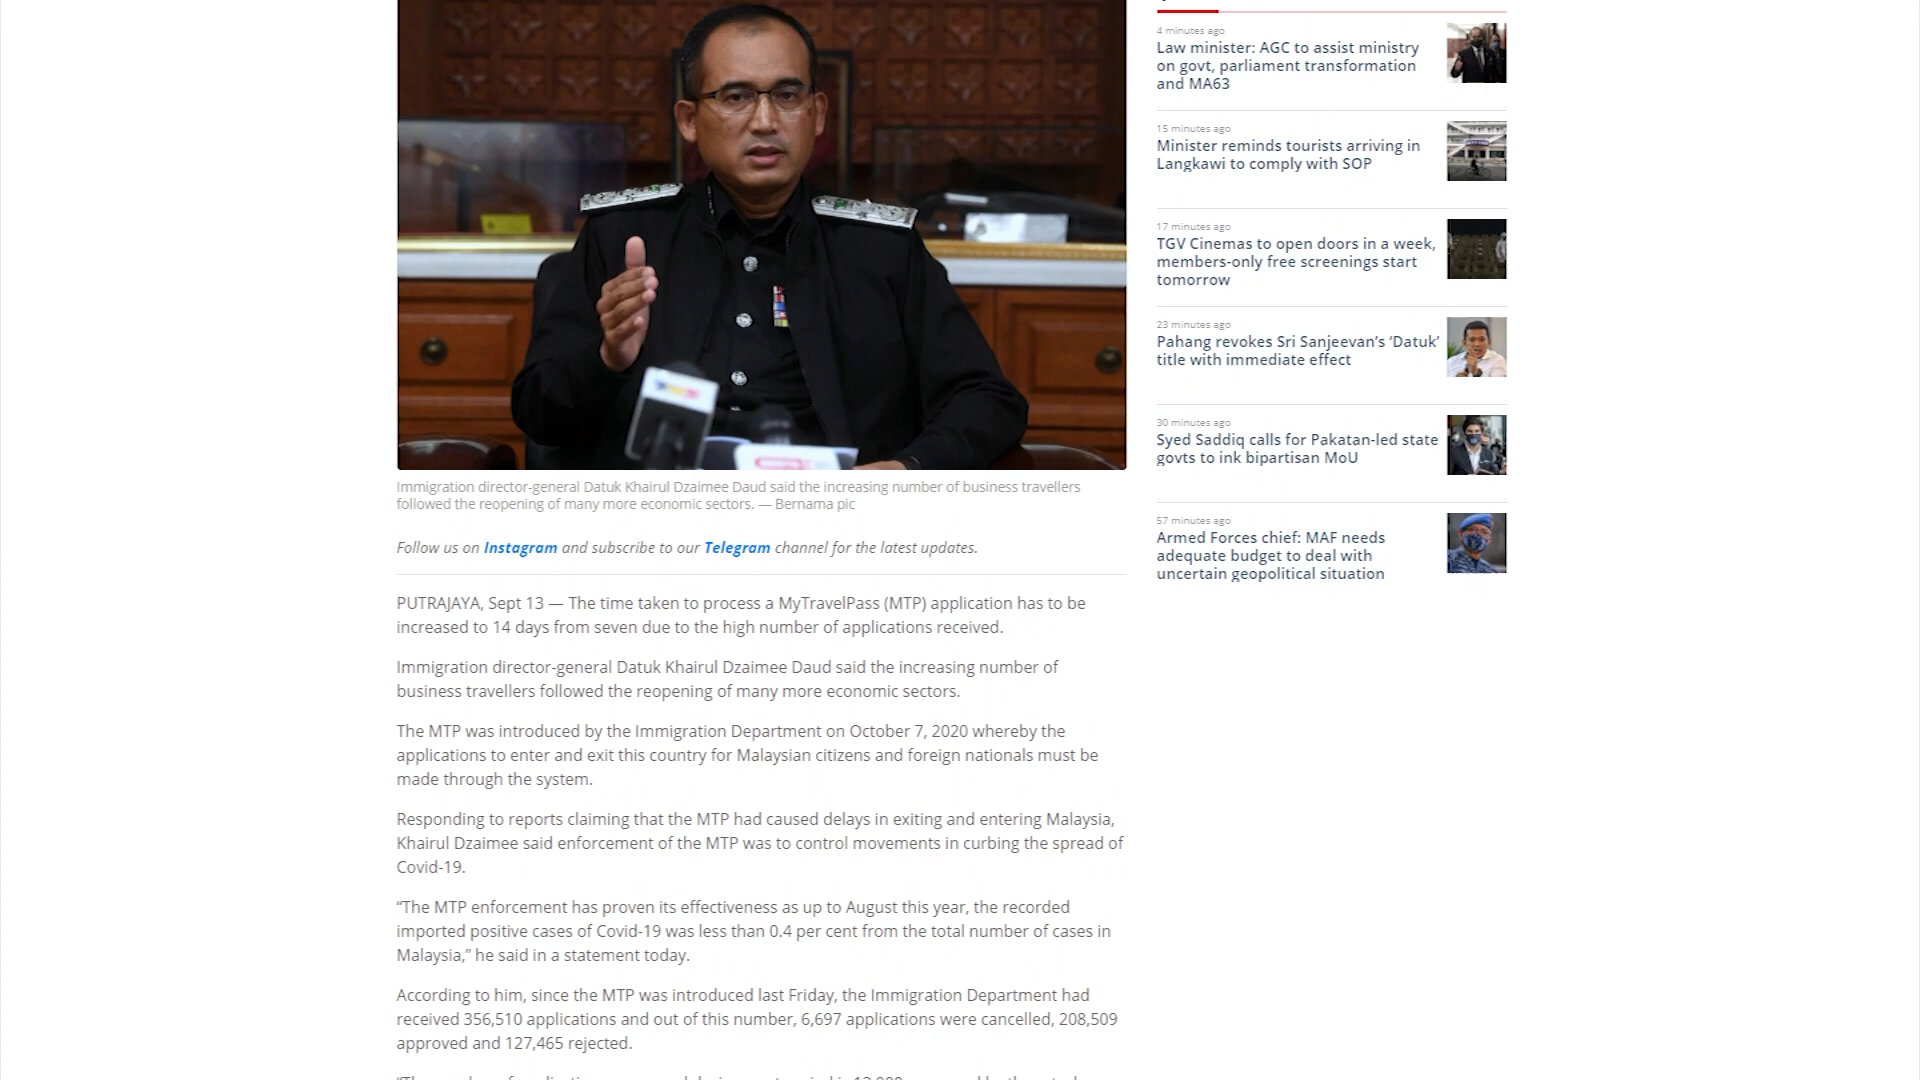 Immigration director-general Datuk Khairul Dzaimee Daud said the increasing number of business travellers
followed the reopening of many more economic sectors. — Bernama pic
Follow us on Instagram and subscribe to our Telegram channel for the latest updates.
PUTRAJAYA, Sept 13 — The time taken to process a MyTravelPass (MTP) application has to be
increased to 14 days from seven due to the high number of applications received.
Immigration director-general Datuk Khairul Dzaimee Daud said the increasing number of
business travellers followed the reopening of many more economic sectors.
The MTP was introduced by the Immigration Department on October 7, 2020 whereby the
applications to enter and exit this country for Malaysian citizens and foreign nationals must be
made through the system.
Responding to reports claiming that the MTP had caused delays in exiting and entering Malaysia,
Khairul Dzaimee said enforcement of the MTP was to control movements in curbing the spread of
Covid-19.
“The MTP enforcement has proven its effectiveness as up to August this year, the recorded
imported positive cases of Covid-19 was less than 0.4 per cent from the total number of cases in
Malaysia,” he said in a statement today.
According to him, since the MTP was introduced last Friday, the Immigration Department had
received 356,510 applications and out of this number, 6,697 applications were cancelled, 208,509
approved and 127,465 rejected.
4 minutes ago
Law minister: AGC to assist ministry
on govt, parliament transformation
and MA63
15 minutes ago
Minister reminds tourists arriving in
Langkawi to comply with SOP
17 minutes ago
TGV Cinemas to open doors in a week,
members-only free screenings start
tomorrow
23 minutes ago
Pahang revokes Sri Sanjeevan’s ‘Datuk’
title with immediate effect
30 minutes ago
Syed Saddiq calls for Pakatan-led state
govts to ink bipartisan MoU
57 minutes ago
Armed Forces chief: MAF needs
adequate budget to deal with
uncertain geopolitical situation